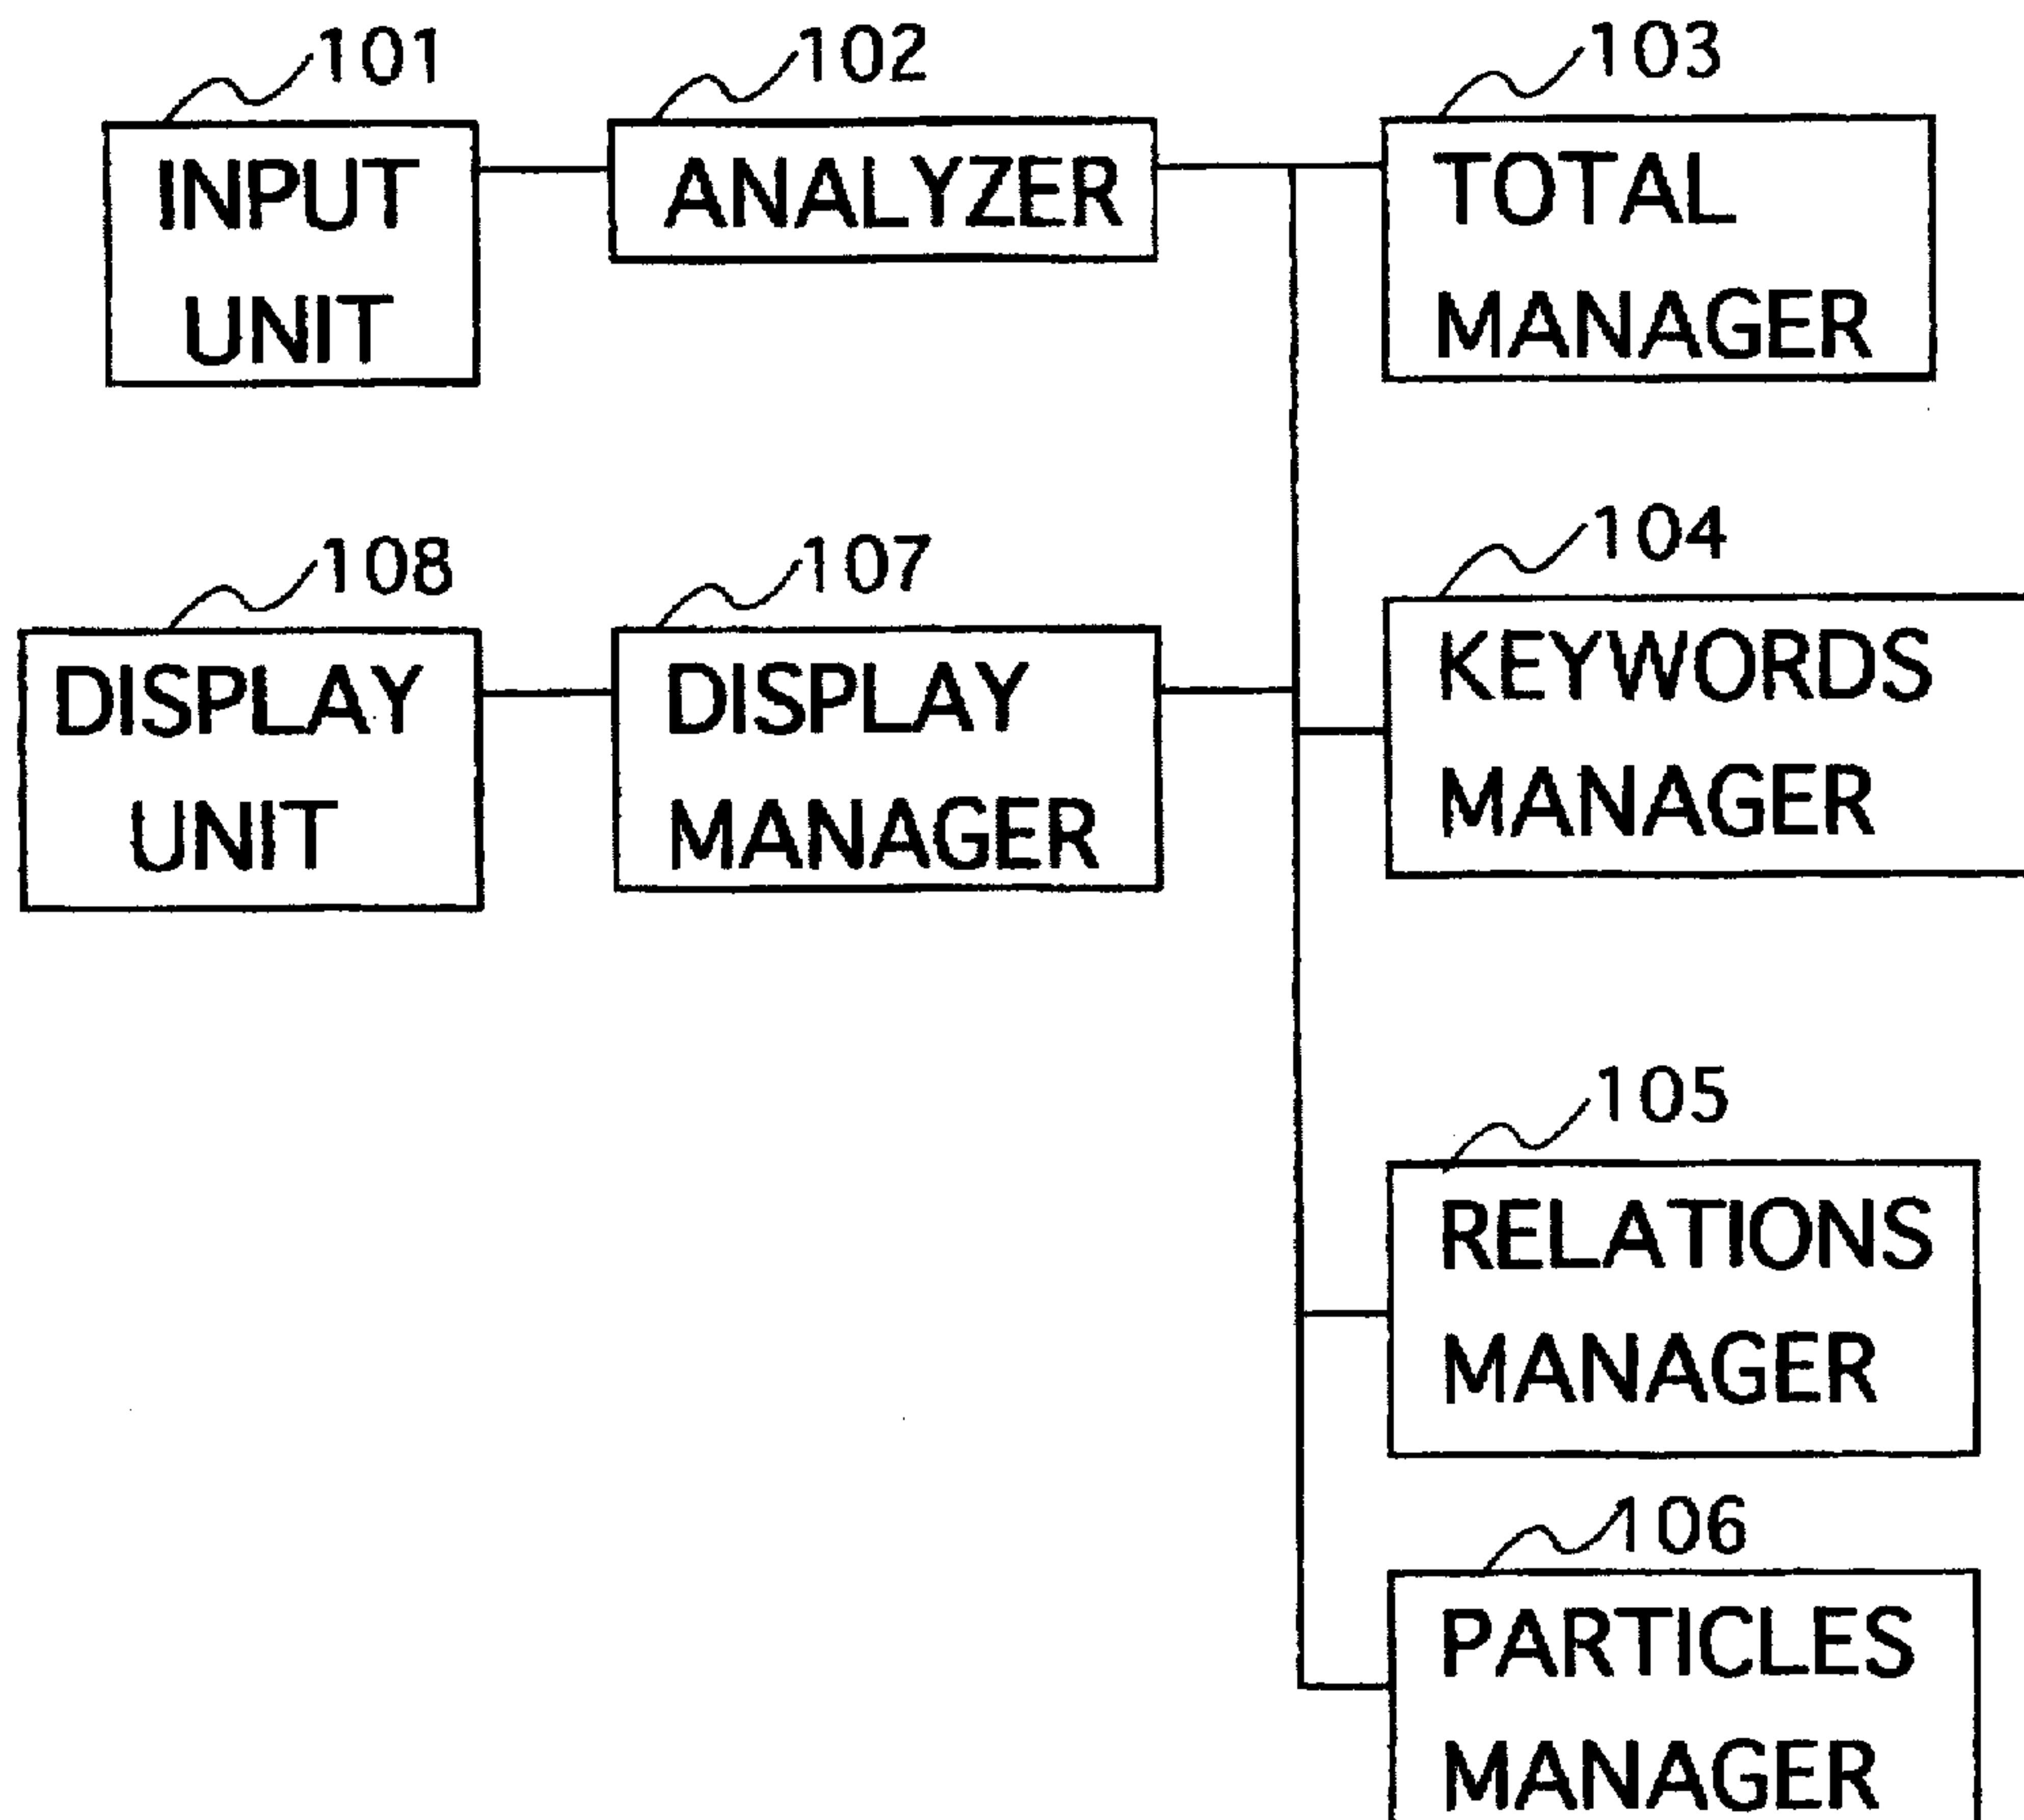 101
INPUT
UNIT
102
ANALYZER
103
TOTAL
MANAGER
108
DISPLAY
UNIT
107
DISPLAY
MANAGER
104
KEYWORDS
MANAGER
105
RELATIONS
MANAGER
106
PARTICLES
MANAGER